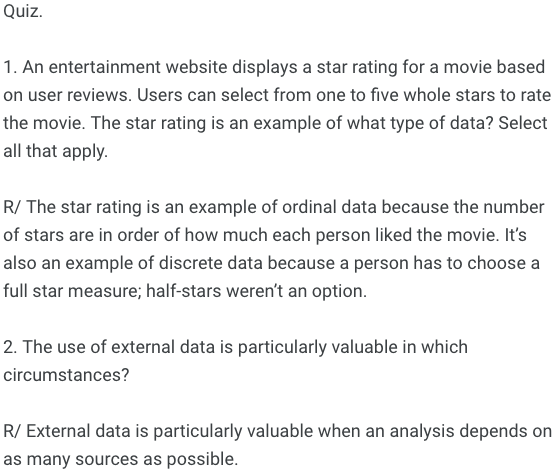 Quiz.
1. An entertainment website displays a star rating for a movie based
on user reviews. Users can select from one to five whole stars to rate
the movie. The star rating is an example of what type of data? Select
all that apply.
R/ The star rating is an example of ordinal data because the number
of stars are in order of how much each person liked the movie. It’s
also an example of discrete data because a person has to choose a
full star measure; half-stars weren’t an option.
2. The use of external data is particularly valuable in which
circumstances?
R/ External data is particularly valuable when an analysis depends on
as many sources as possible.